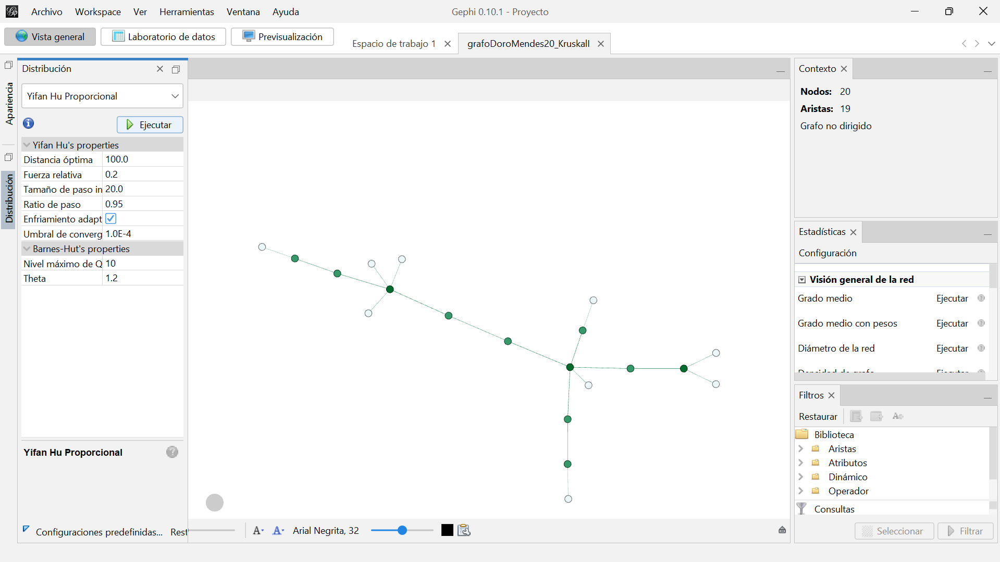 Archivo Workspace Ver Herramientas Ventana Ayuda Gephi 0.10.1 - Proyecto
Vista general Laboratorio de datos Previsualización Espacio de trabajo 1 grafoDoroMendes20_Kruskall
Apariencia
Distribución
Distribución
Yifan Hu Proporcional
Ejecutar
Yifan Hu's properties
Distancia óptima 100.0
Fuerza relativa 0.2
Tamaño de paso in 20.0
Ratio de paso 0.95
Enfriamiento adapt
Umbral de converg 1.0E-4
Barnes-Hut's properties
Nivel máximo de Q 10
Theta 1.2
Yifan Hu Proporcional
Configuraciones predefinidas... Rest
Arial Negrita, 32
Contexto
Nodos: 20
Aristas: 19
Grafo no dirigido
Estadísticas
Configuración
Visión general de la red
Grado medio Ejecutar
Grado medio con pesos Ejecutar
Diámetro de la red Ejecutar
Densidad de grafo Ejecutar
Filtros
Restaurar
Biblioteca
Aristas
Atributos
Dinámico
Operador
Consultas
Seleccionar Filtrar